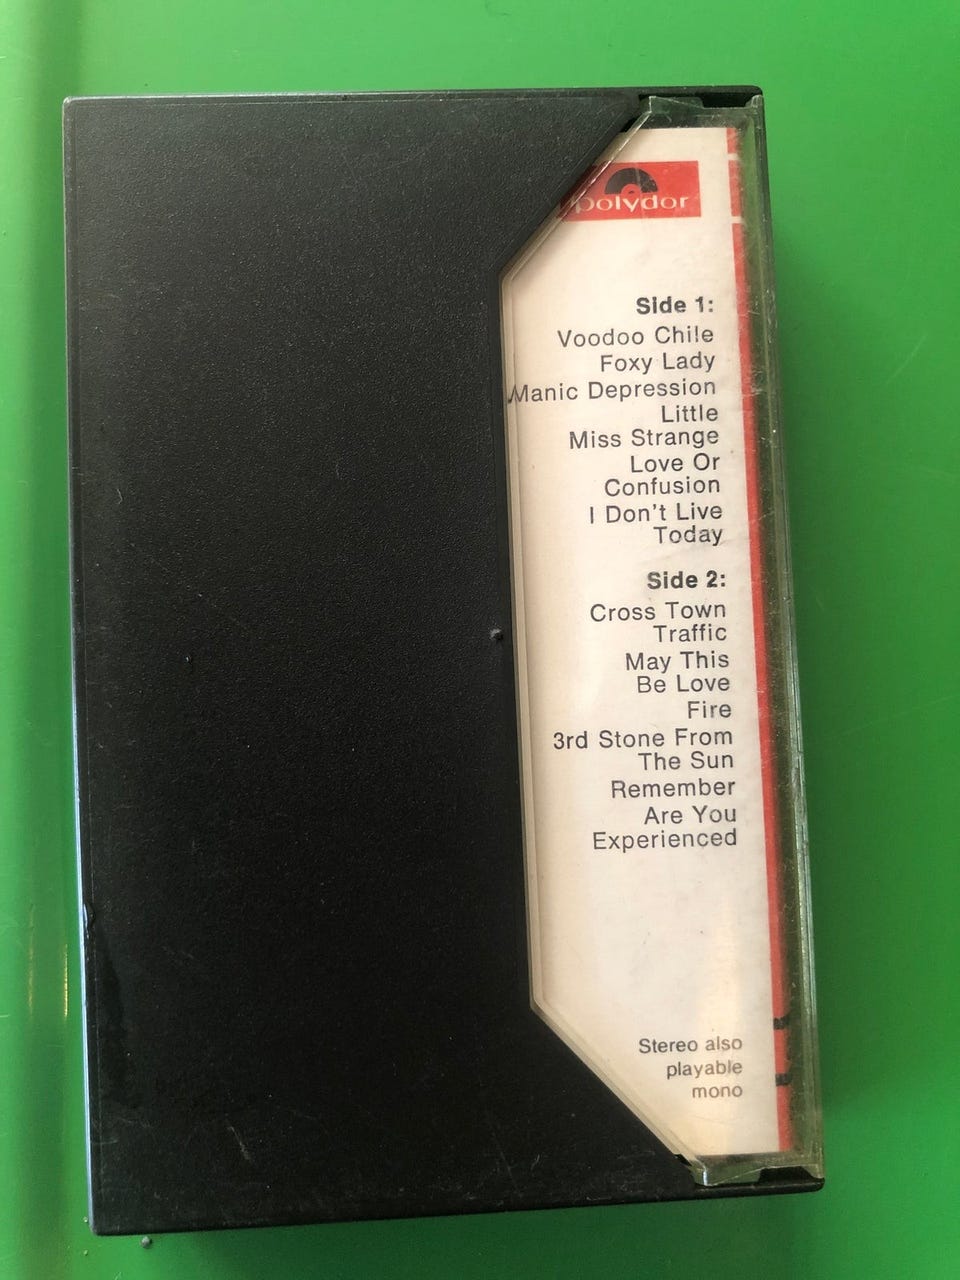 polydor
Side 1:
Voodoo Chile
Foxy Lady
Manic Depression
Little
Miss Strange
Love Or
Confusion
I Don't Live
Today
Side 2:
Cross Town
Traffic
May This
Be Love
Fire
3rd Stone From
The Sun
Remember
Are You
Experienced
Stereo also
playable
mono